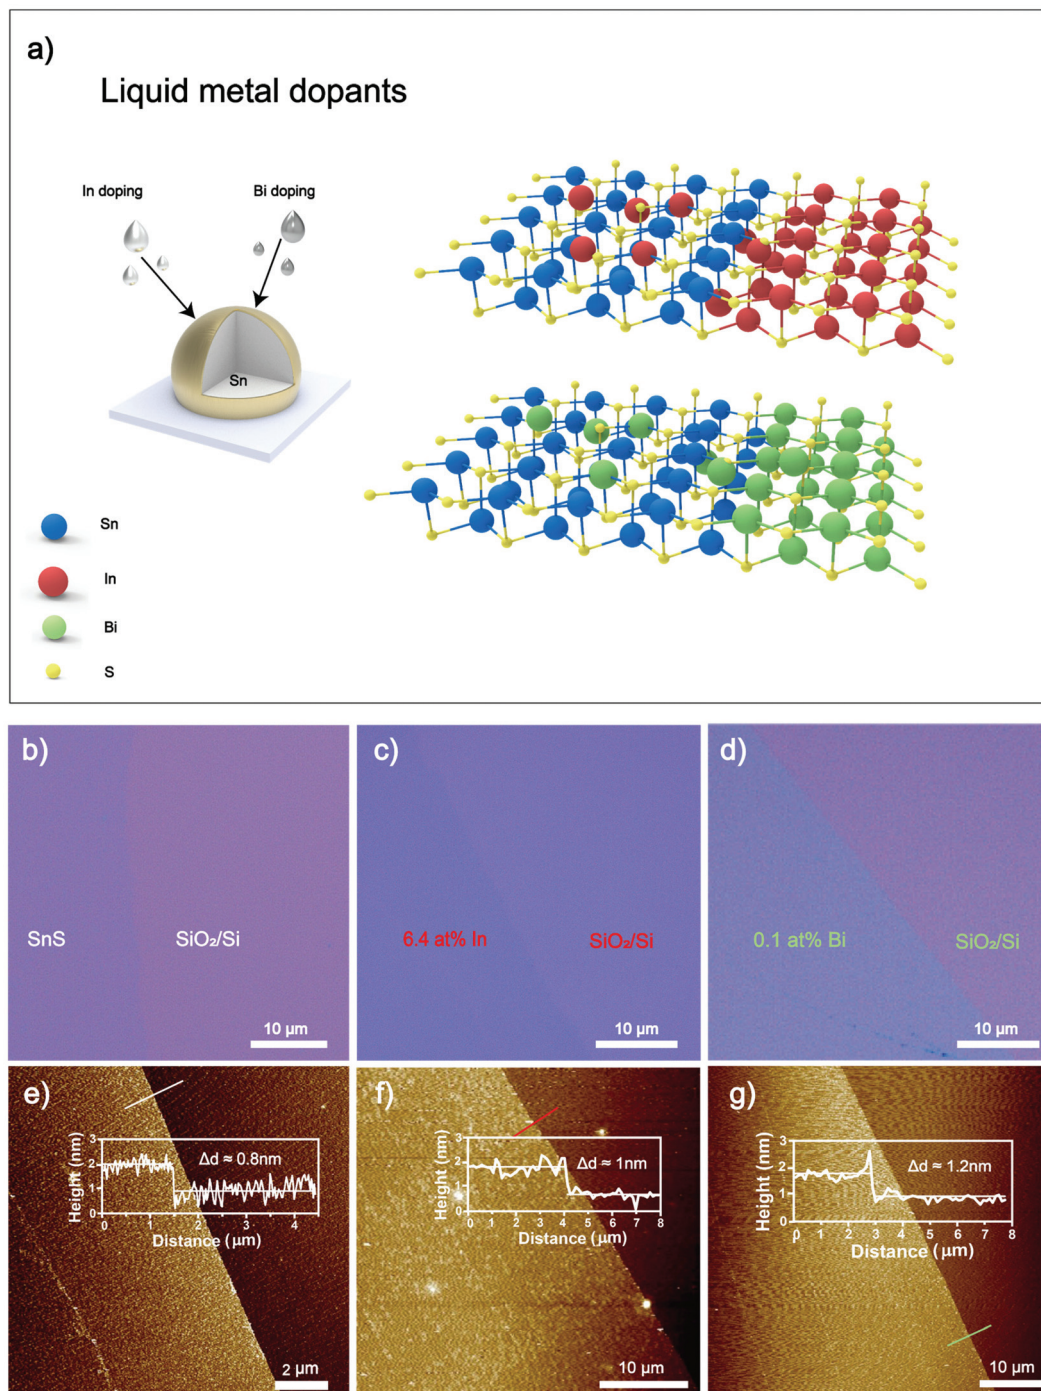 a)
Liquid metal dopants
In doping
Bi doping
Sn
Sn
In
Bi
S
b)
SnS
SiO₂/Si
10 µm
c)
6.4 at% In
SiO₂/Si
10 µm
d)
0.1 at% Bi
SiO₂/Si
10 µm
e)
Height (nm)
3
2
1
0
Δd ≈ 0.8nm
0 1 2 3 4
Distance (µm)
2 µm
f)
Height (nm)
3
2
1
0
Δd ≈ 1nm
0 1 2 3 4 5 6 7 8
Distance (µm)
10 µm
g)
Height (nm)
3
2
1
0
Δd ≈ 1.2nm
0 1 2 3 4 5 6 7 8
Distance (µm)
10 µm